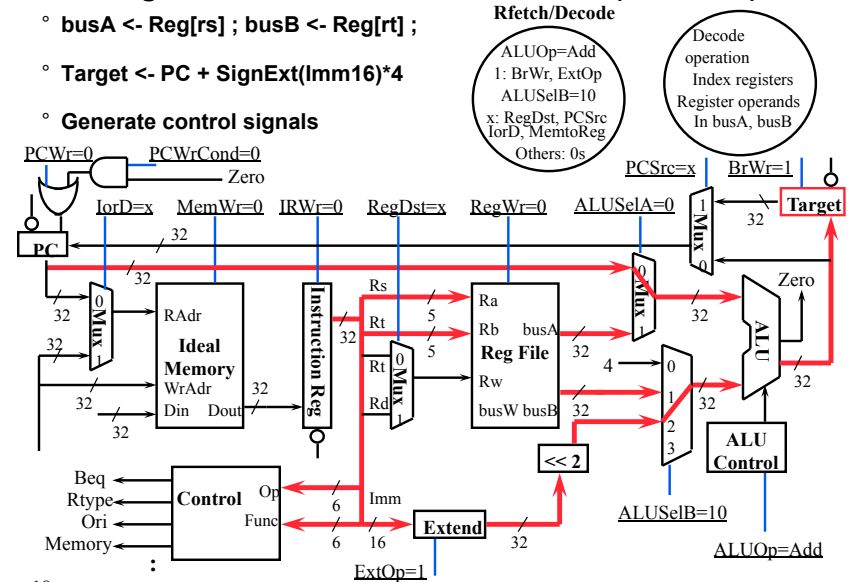 ° busA <- Reg[rs] ; busB <- Reg[rt] ;
° Target <- PC + SignExt(Imm16)*4
° Generate control signals
Rfetch/Decode
ALUOp=Add
1: BrWr, ExtOp
ALUSelB=10
x: RegDst, PCSrc
IorD, MemtoReg
Others: 0s
Decode
operation
Index registers
Register operands
In busA, busB
PCWr=0
PCWrCond=0
Zero
PCSrc=x
BrWr=1
IorD=x
MemWr=0
IRWr=0
RegDst=x
RegWr=0
ALUSelA=0
1
Mux
0
32
Target
PC
32
32
32
0
Mux
1
32
32
32
RAdr
Ideal
Memory
WrAdr
Din
Dout
32
Instruction Reg
32
Rs
Rt
5
5
Rt
Rd
0
Mux
1
Ra
Rb
busA
Reg File
Rw
busW
busB
32
32
0
Mux
1
32
4
0
1
2
3
32
Zero
ALU
32
<< 2
ALU
Control
Beq
Rtype
Ori
Memory
:
Control
Op
Func
6
6
Imm
16
Extend
32
ExtOp=1
ALUSelB=10
ALUOp=Add